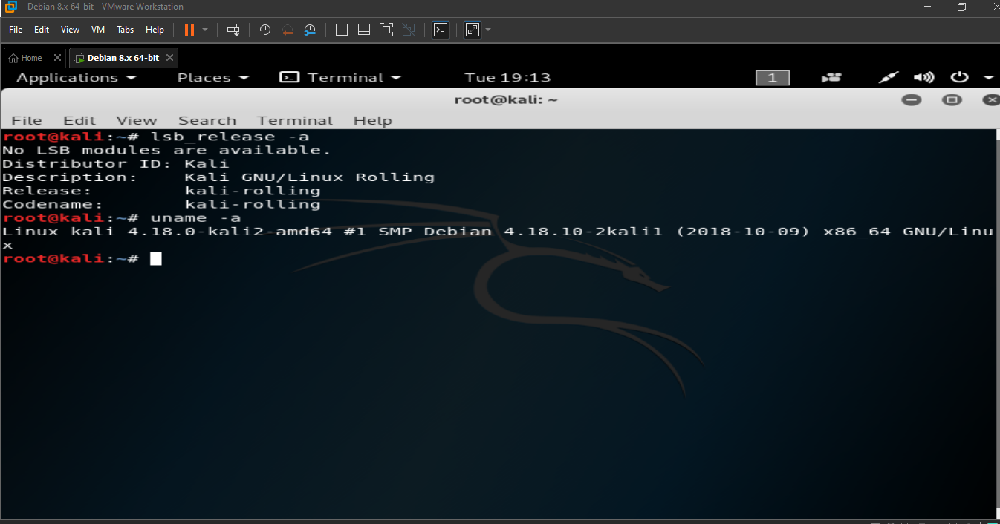 Debian 8.x 64-bit - VMware Workstation
File Edit View VM Tabs Help
Home Debian 8.x 64-bit
Applications Places Terminal Tue 19:13 1
root@kali: ~
File Edit View Search Terminal Help
root@kali:~# lsb_release -a
No LSB modules are available.
Distributor ID: Kali
Description: Kali GNU/Linux Rolling
Release: kali-rolling
Codename: kali-rolling
root@kali:~# uname -a
Linux kali 4.18.0-kali2-amd64 #1 SMP Debian 4.18.10-2kali1 (2018-10-09) x86_64 GNU/Linu
x
root@kali:~#